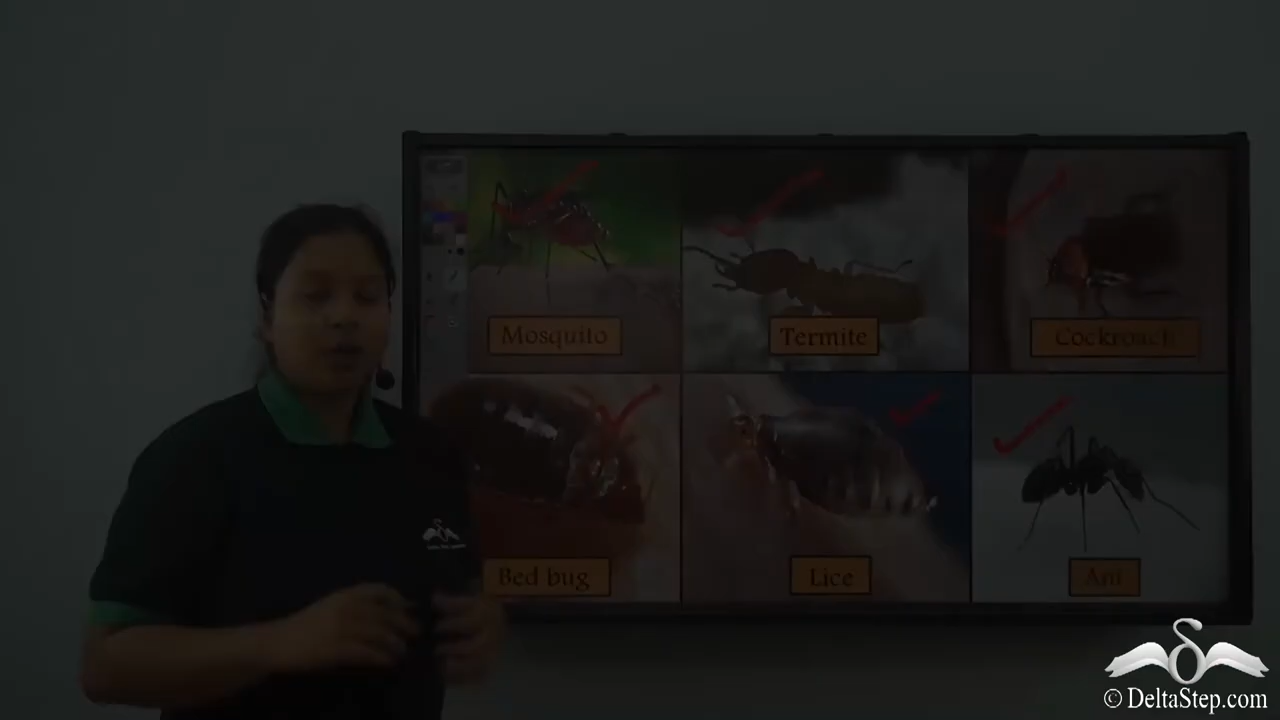 Mosquito
Termite
Cockroach
Bed bug
Lice
Ant
© DeltaStep.com